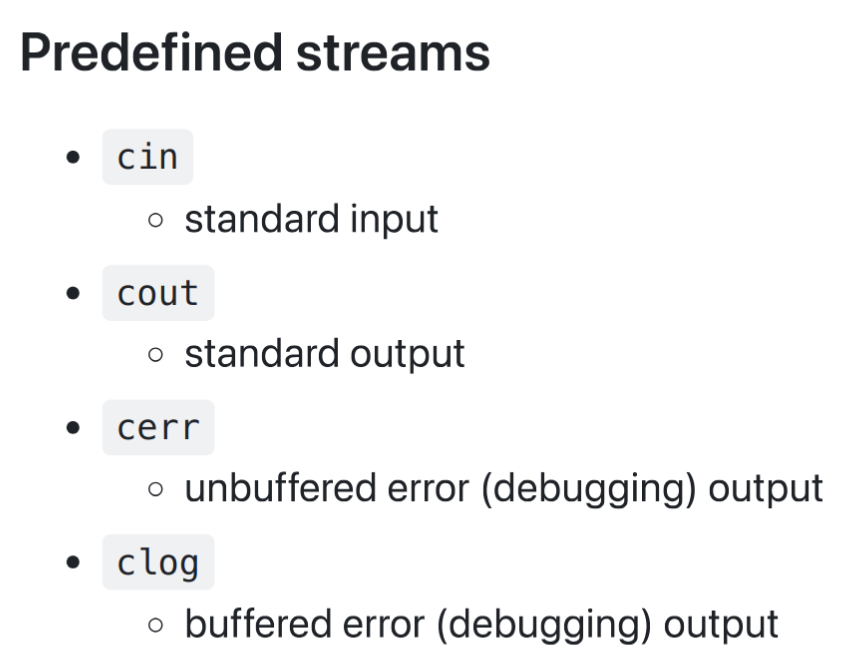 Predefined streams
cin
standard input
cout
standard output
cerr
unbuffered error (debugging) output
clog
buffered error (debugging) output